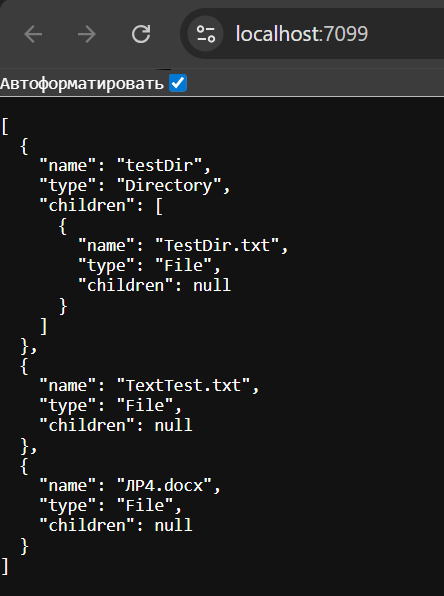 localhost:7099
Автоформатировать
[
  {
    "name": "testDir",
    "type": "Directory",
    "children": [
      {
        "name": "TestDir.txt",
        "type": "File",
        "children": null
      }
    ]
  },
  {
    "name": "TextTest.txt",
    "type": "File",
    "children": null
  },
  {
    "name": "ЛР4.docx",
    "type": "File",
    "children": null
  }
]